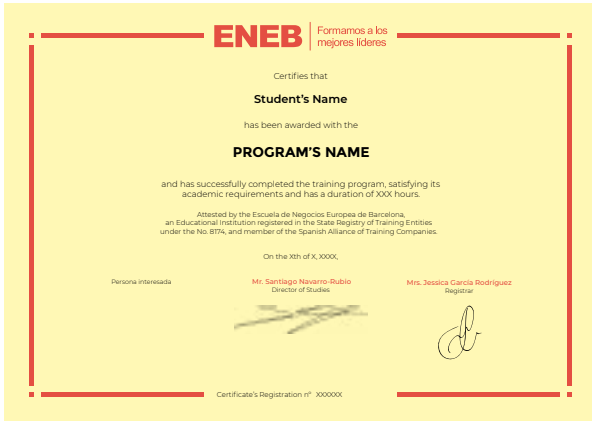 ENEB
Formamos a los
mejores líderes
Certifies that
Student's Name
has been awarded with the
PROGRAM'S NAME
and has successfully completed the training program, satisfying its
academic requirements and has a duration of XXX hours.
Attested by the Escuela de Negocios Europea de Barcelona,
an Educational Institution registered in the State Registry of Training Entities
under the No. 8174, and member of the Spanish Alliance of Training Companies.
On the Xth of X, XXXX,
Persona interesada
Mr. Santiago Navarro-Rubio
Director of Studies
Mrs. Jessica García Rodríguez
Registrar
Certificate's Registration nº XXXXXX